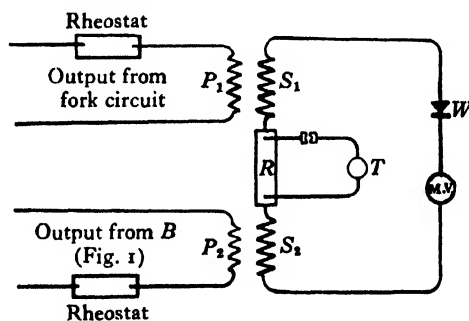 Rheostat
Output from
fork circuit
P₁
S₁
W
R
T
M.V.
Output from B
(Fig. 1)
P₂
S₂
Rheostat